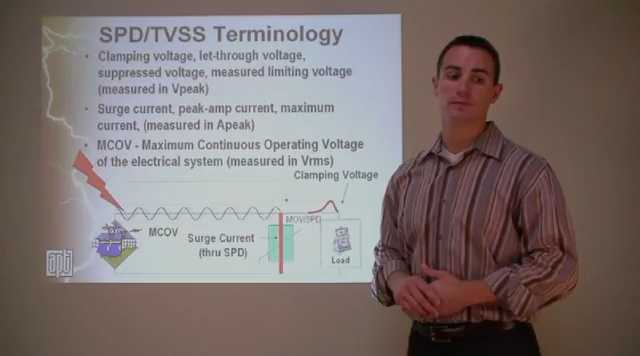 SPD/TVSS Terminology
• Clamping voltage, let-through voltage,
suppressed voltage, measured limiting voltage
(measured in Vpeak)
• Surge current, peak-amp current, maximum
current, (measured in Apeak)
• MCOV - Maximum Continuous Operating Voltage
of the electrical system (measured in Vrms)
Clamping Voltage
MOV/SPD
MCOV
Surge Current
(thru SPD)
Load
apt